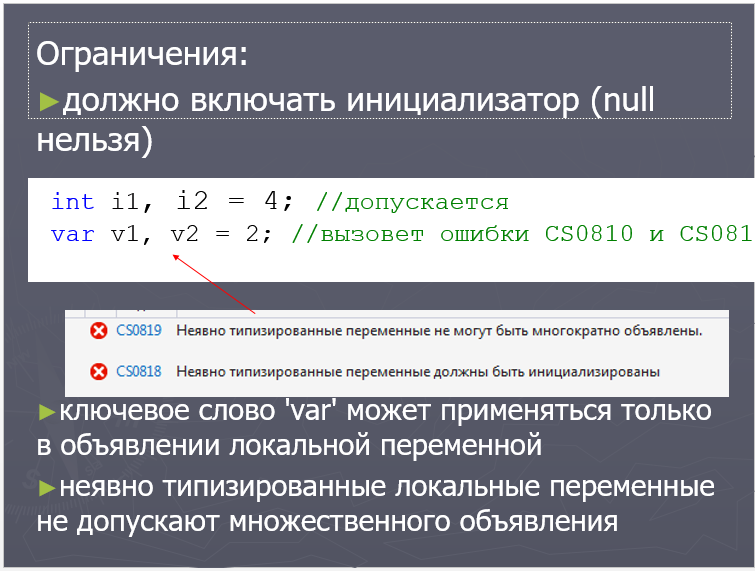 Ограничения:
►должно включать инициализатор (null
нельзя)
int i1, i2 = 4; //допускается
var v1, v2 = 2; //вызовет ошибки CS0810 и CS081
CS0819 Неявно типизированные переменные не могут быть многократно объявлены.
CS0818 Неявно типизированные переменные должны быть инициализированы
►ключевое слово 'var' может применяться только
в объявлении локальной переменной
►неявно типизированные локальные переменные
не допускают множественного объявления